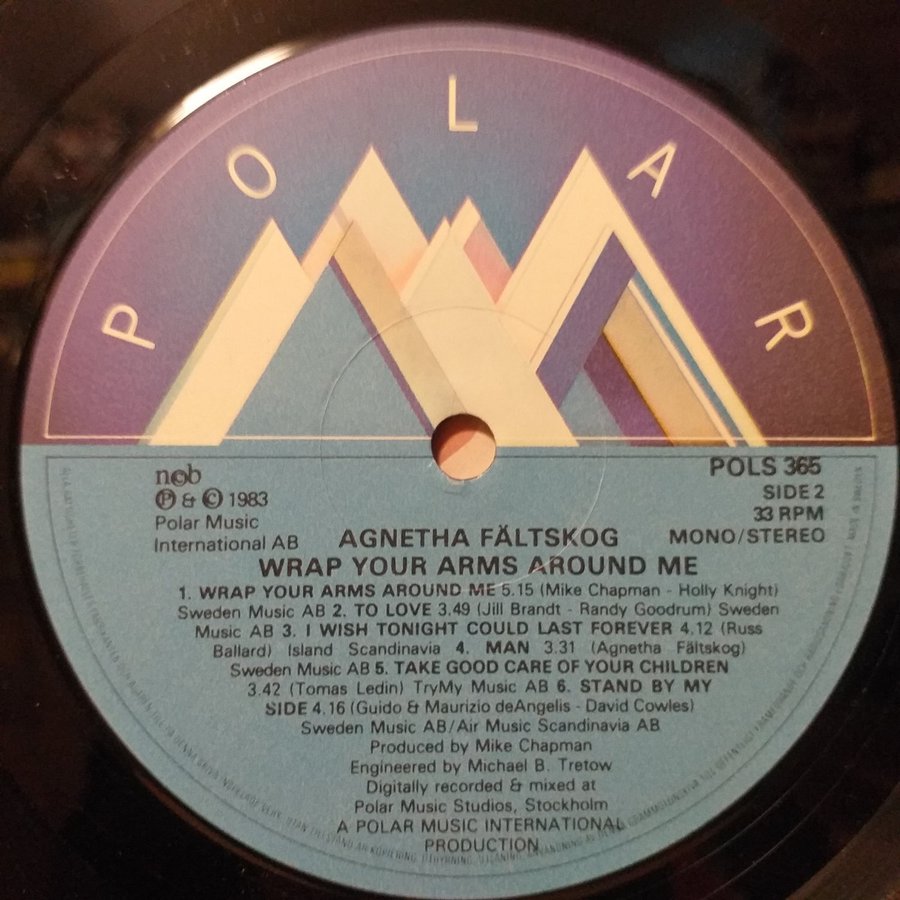 POLAR
ncb
Ⓟ & © 1983
Polar Music
International AB
POLS 365
SIDE 2
33 RPM
MONO/STEREO
AGNETHA FÄLTSKOG
WRAP YOUR ARMS AROUND ME
1. WRAP YOUR ARMS AROUND ME 5.15 (Mike Chapman - Holly Knight)
Sweden Music AB 2. TO LOVE 3.49 (Jill Brandt - Randy Goodrum) Sweden
Music AB 3. I WISH TONIGHT COULD LAST FOREVER 4.12 (Russ
Ballard) Island Scandinavia 4. MAN 3.31 (Agnetha Fältskog)
Sweden Music AB 5. TAKE GOOD CARE OF YOUR CHILDREN
3.42 (Tomas Ledin) TryMy Music AB 6. STAND BY MY
SIDE 4.16 (Guido & Maurizio deAngelis - David Cowles)
Sweden Music AB/Air Music Scandinavia AB
Produced by Mike Chapman
Engineered by Michael B. Tretow
Digitally recorded & mixed at
Polar Music Studios, Stockholm
A POLAR MUSIC INTERNATIONAL
PRODUCTION